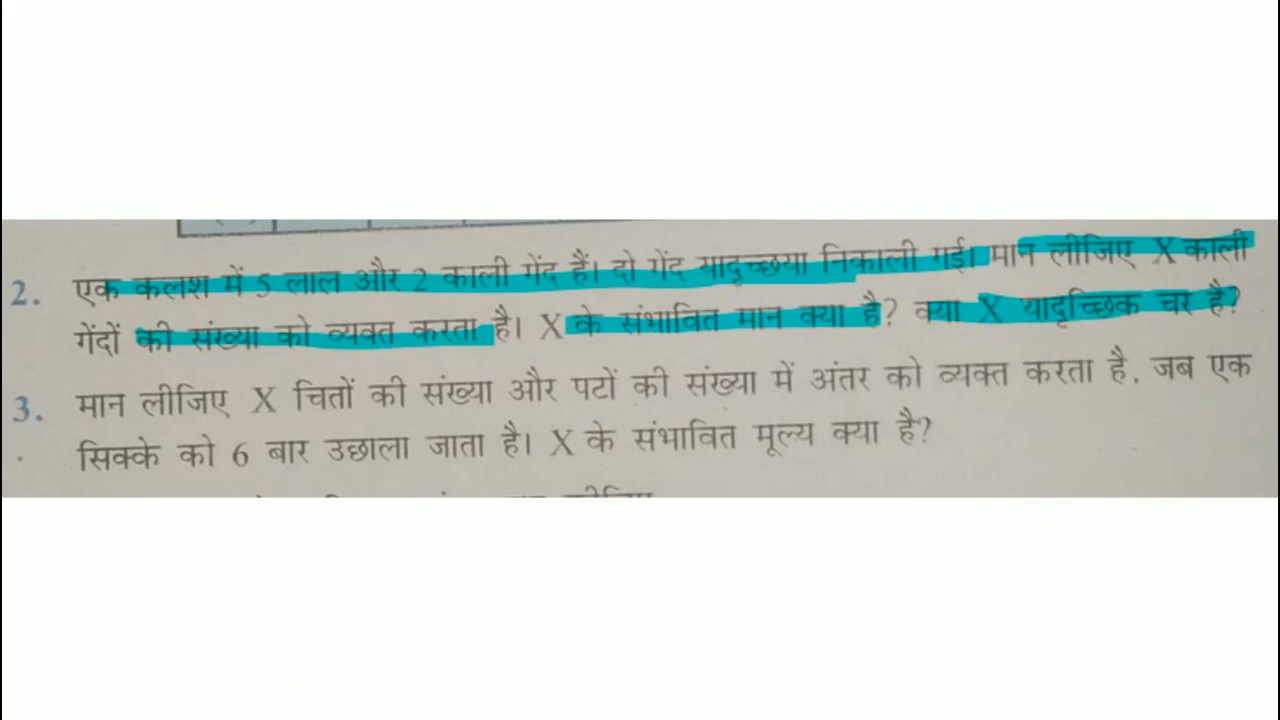 2. एक कलश में 5 लाल और 2 काली गेंद हैं। दो गेंद यादृच्छया निकाली गई। मान लीजिए X काली
गेंदों की संख्या को व्यक्त करता है। X के संभावित मान क्या है? क्या X यादृच्छिक चर है?
3. मान लीजिए X चितों की संख्या और पटों की संख्या में अंतर को व्यक्त करता है, जब एक
सिक्के को 6 बार उछाला जाता है। X के संभावित मूल्य क्या है?